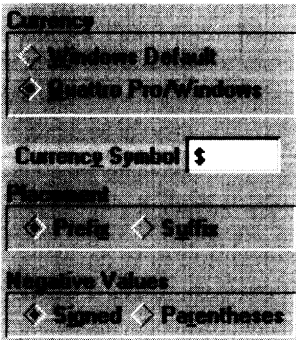 Currency
Windows Default
Quattro Pro/Windows
Currency Symbol $
Placement
Prefix Suffix
Negative Values
Signed Parentheses